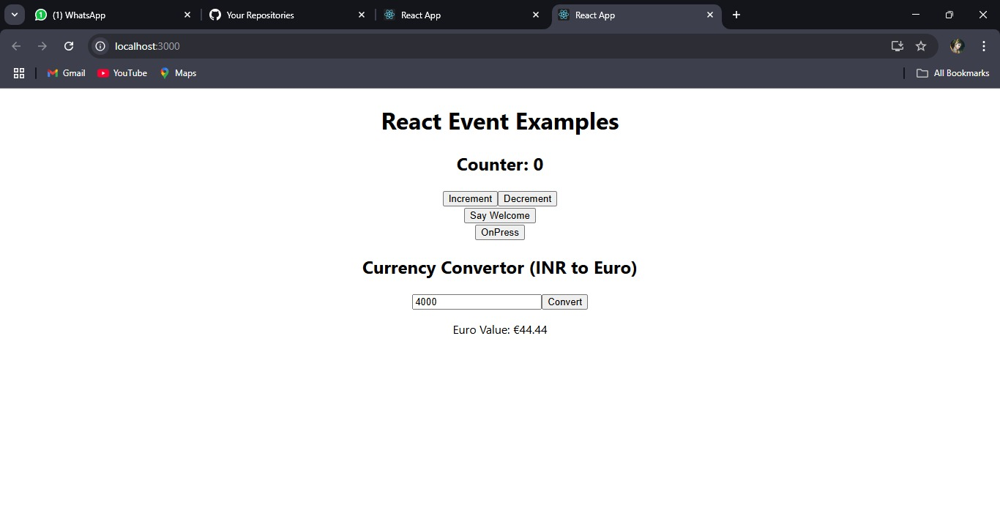 (1) WhatsApp Your Repositories React App React App
localhost:3000
Gmail YouTube Maps All Bookmarks
React Event Examples
Counter: 0
Increment Decrement
Say Welcome
OnPress
Currency Convertor (INR to Euro)
4000 Convert
Euro Value: €44.44